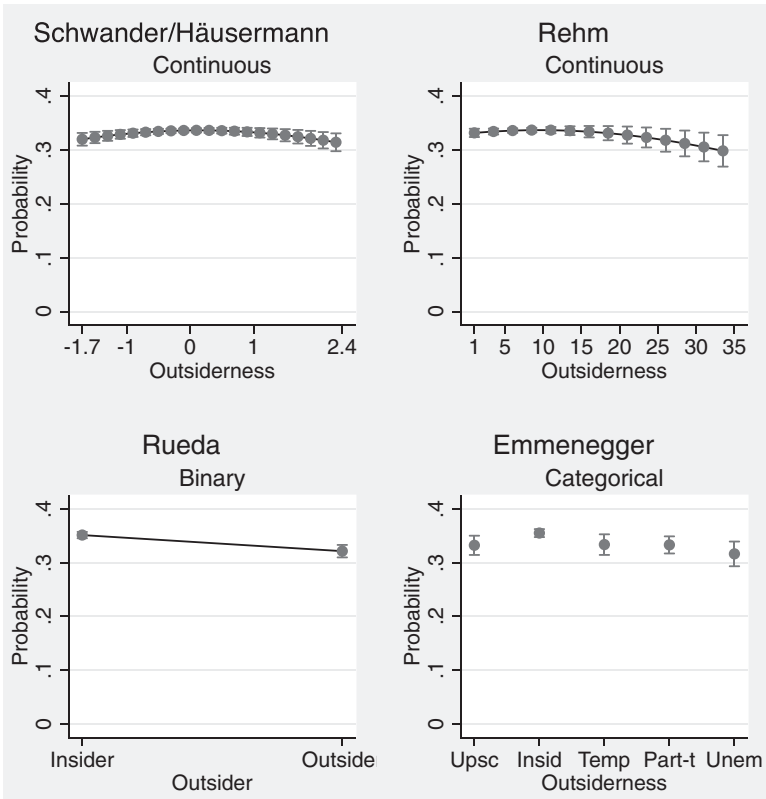 Schwander/Häusermann
Continuous
Probability
.4
.3
.2
.1
0
-1.7 -1 0 1 2.4
Outsiderness
Rehm
Continuous
Probability
.4
.3
.2
.1
0
1 5 10 15 20 25 30 35
Outsiderness
Rueda
Binary
Probability
.4
.3
.2
.1
0
Insider Outside
Outsider
Emmenegger
Categorical
Probability
.4
.3
.2
.1
0
Upsc Insid Temp Part-t Unem
Outsiderness